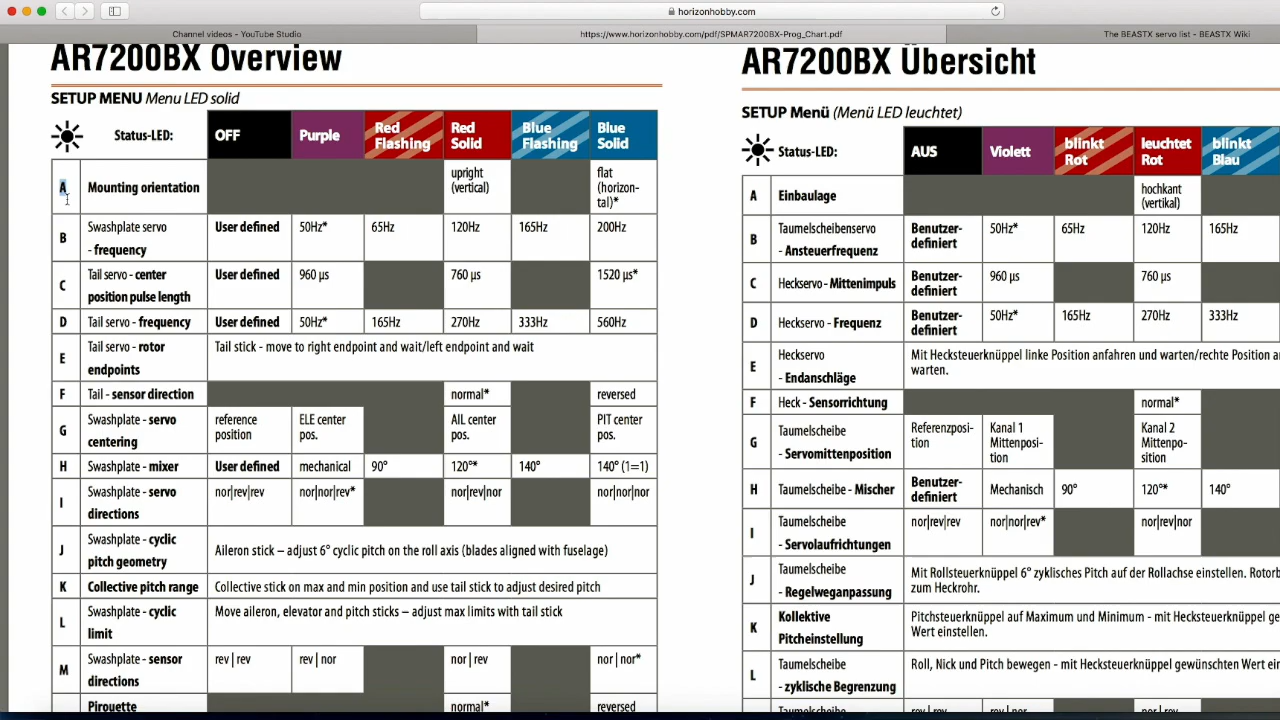 horizonhobby.com
Channel videos - YouTube Studio
https://www.horizonhobby.com/pdf/SPMAR7200BX-Prog_Chart.pdf
The BEASTX servo list - BEASTX Wiki
AR7200BX Overview
SETUP MENU Menu LED solid
Status-LED:
OFF
Purple
Red
Flashing
Red
Solid
Blue
Flashing
Blue
Solid
A
Mounting orientation
upright
(vertical)
flat
(horizon-
tal)*
B
Swashplate servo
- frequency
User defined
50Hz*
65Hz
120Hz
165Hz
200Hz
C
Tail servo - center
position pulse length
User defined
960 µs
760 µs
1520 µs*
D
Tail servo - frequency
User defined
50Hz*
165Hz
270Hz
333Hz
560Hz
E
Tail servo - rotor
endpoints
Tail stick - move to right endpoint and wait/left endpoint and wait
F
Tail - sensor direction
normal*
reversed
G
Swashplate - servo
centering
reference
position
ELE center
pos.
AIL center
pos.
PIT center
pos.
H
Swashplate - mixer
User defined
mechanical
90°
120°*
140°
140° (1=1)
I
Swashplate - servo
directions
nor|rev|rev
nor|nor|rev*
nor|rev|nor
nor|nor|nor
J
Swashplate - cyclic
pitch geometry
Aileron stick – adjust 6° cyclic pitch on the roll axis (blades aligned with fuselage)
K
Collective pitch range
Collective stick on max and min position and use tail stick to adjust desired pitch
L
Swashplate - cyclic
limit
Move aileron, elevator and pitch sticks – adjust max limits with tail stick
M
Swashplate - sensor
directions
rev | rev
rev | nor
nor | rev
nor | nor*
Pirouette
normal*
reversed
AR7200BX Übersicht
SETUP Menü (Menü LED leuchtet)
Status-LED:
AUS
Violett
blinkt
Rot
leuchtet
Rot
blinkt
Blau
A
Einbaulage
hochkant
(vertikal)
B
Taumelscheibenservo
- Ansteuerfrequenz
Benutzer-
definiert
50Hz*
65Hz
120Hz
165Hz
C
Heckservo - Mittenimpuls
Benutzer-
definiert
960 µs
760 µs
D
Heckservo - Frequenz
Benutzer-
definiert
50Hz*
165Hz
270Hz
333Hz
E
Heckservo
- Endanschläge
Mit Hecksteuerknüppel linke Position anfahren und warten/rechte Position a
warten.
F
Heck - Sensorrichtung
normal*
G
Taumelscheibe
- Servomittenposition
Referenzposi-
tion
Kanal 1
Mittenposi-
tion
Kanal 2
Mittenpo-
sition
H
Taumelscheibe - Mischer
Benutzer-
definiert
Mechanisch
90°
120°*
140°
I
Taumelscheibe
- Servolaufrichtungen
nor|rev|rev
nor|nor|rev*
nor|rev|nor
J
Taumelscheibe
- Regelweganpassung
Mit Rollsteuerknüppel 6° zyklisches Pitch auf der Rollachse einstellen. Rotorb
zum Heckrohr.
K
Kollektive
Pitcheinstellung
Pitchsteuerknüppel auf Maximum und Minimum - mit Hecksteuerknüppel ge
Wert einstellen.
L
Taumelscheibe
- zyklische Begrenzung
Roll, Nick und Pitch bewegen - mit Hecksteuerknüppel gewünschten Wert ein
Taumelscheibe
rev | rev
rev | nor
nor | rev